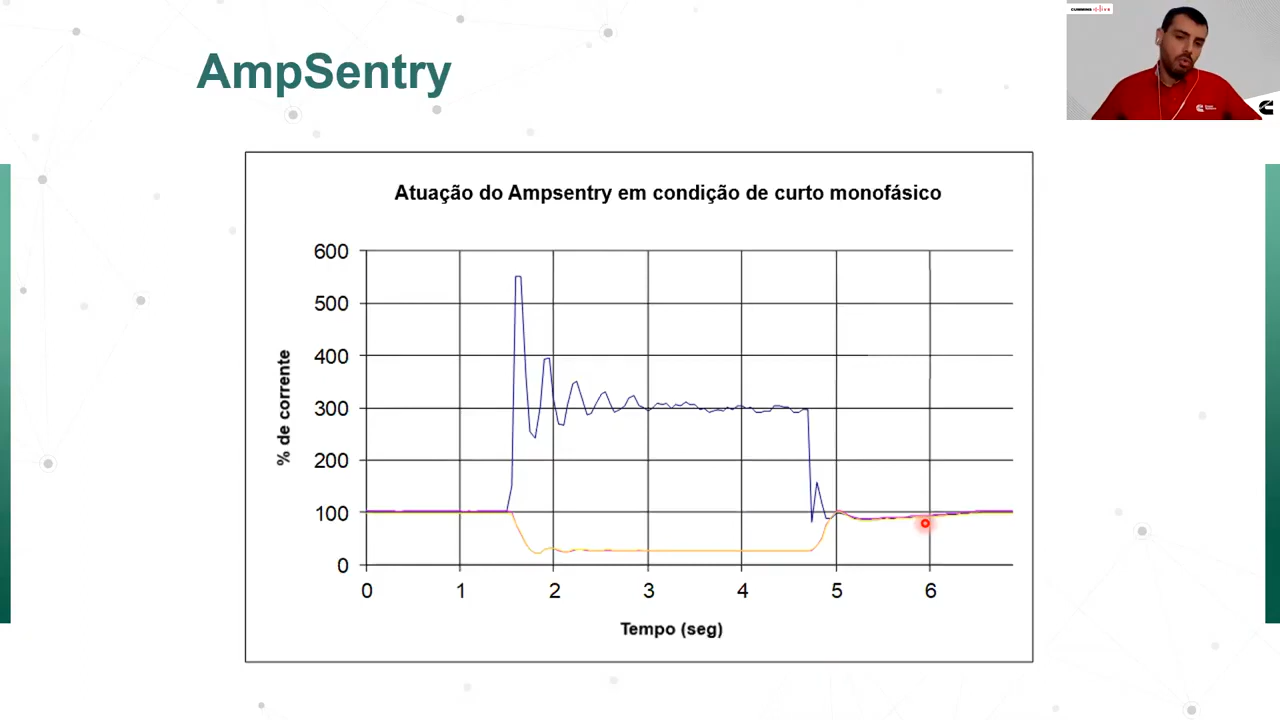 AmpSentry
CUMMINS
Atuação do Ampsentry em condição de curto monofásico
600
500
400
300
200
100
0
% de corrente
0 1 2 3 4 5 6
Tempo (seg)